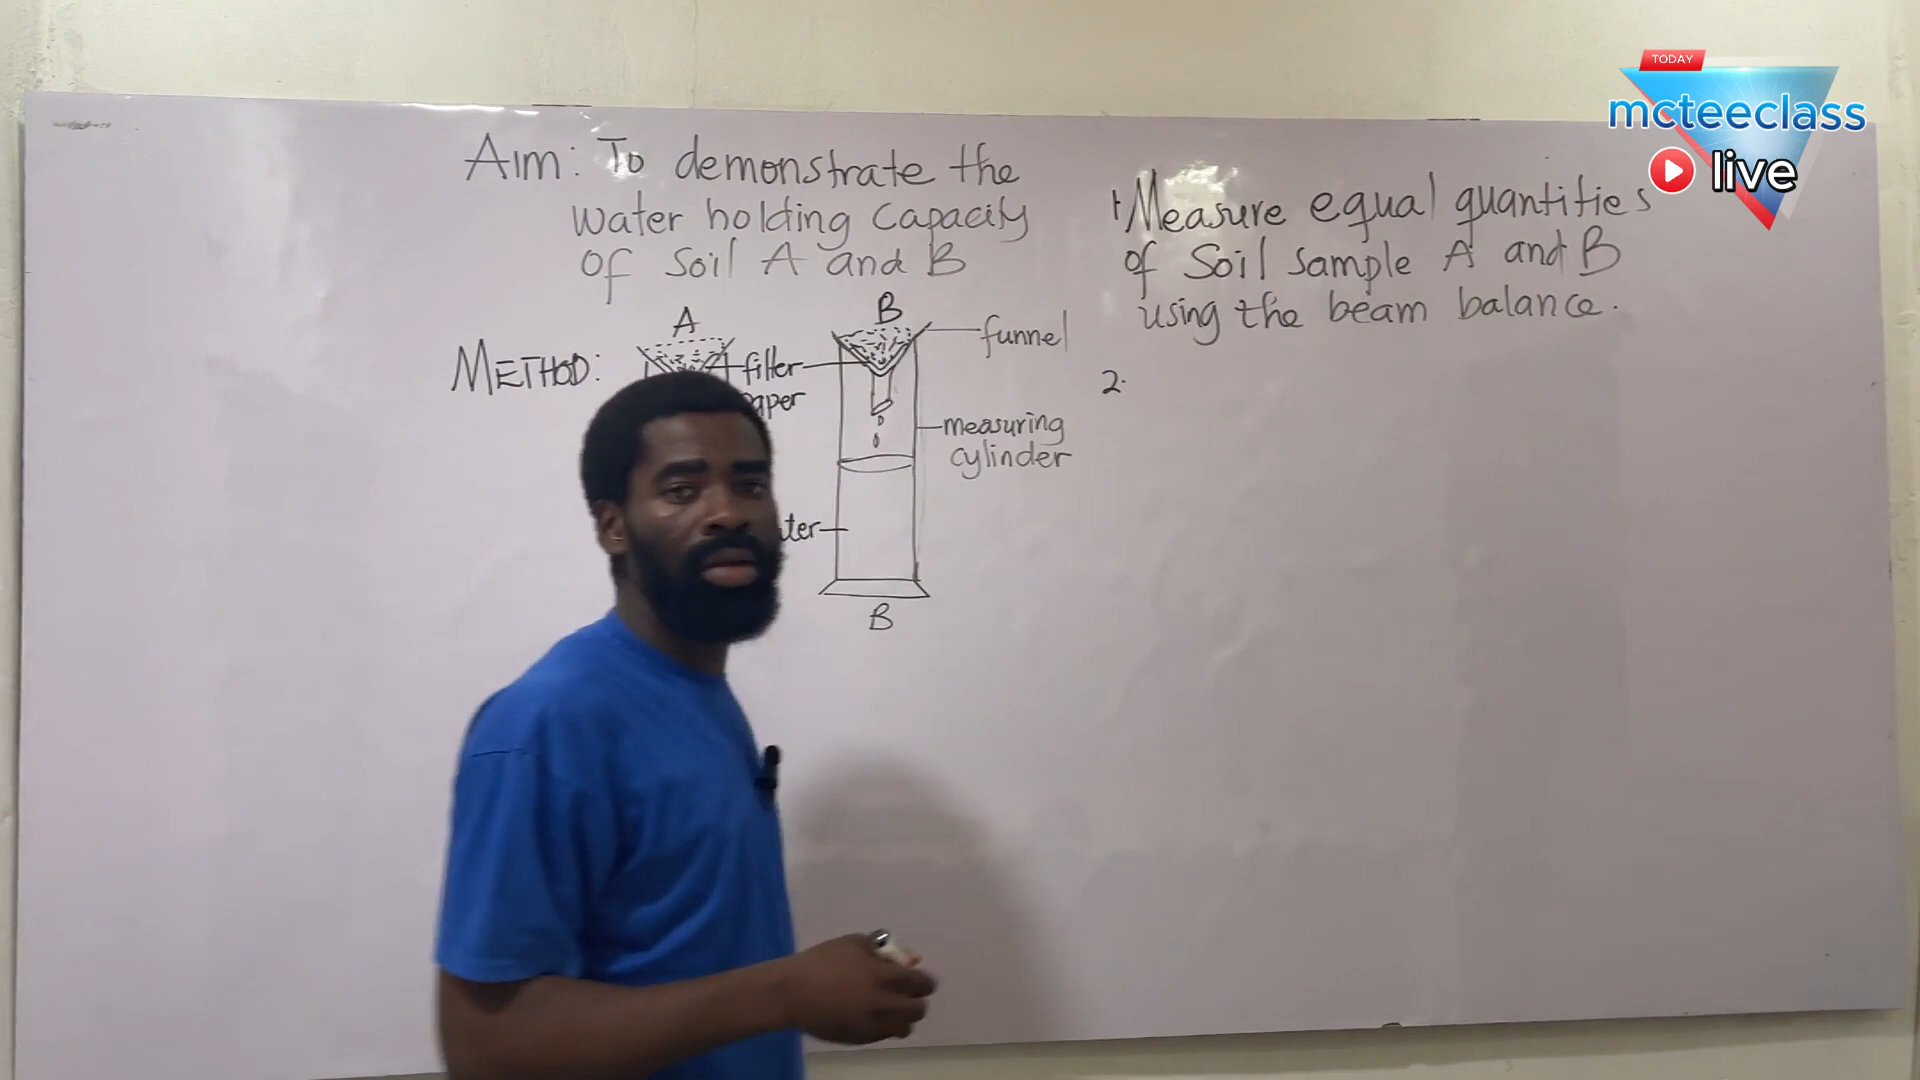 TODAY
mcteeclass
live
Aim: To demonstrate the
water holding capacity
of soil A and B
METHOD:
A
B
filter
paper
funnel
measuring
cylinder
ter
B
1 Measure equal quantities
of Soil sample A and B
using the beam balance.
2.